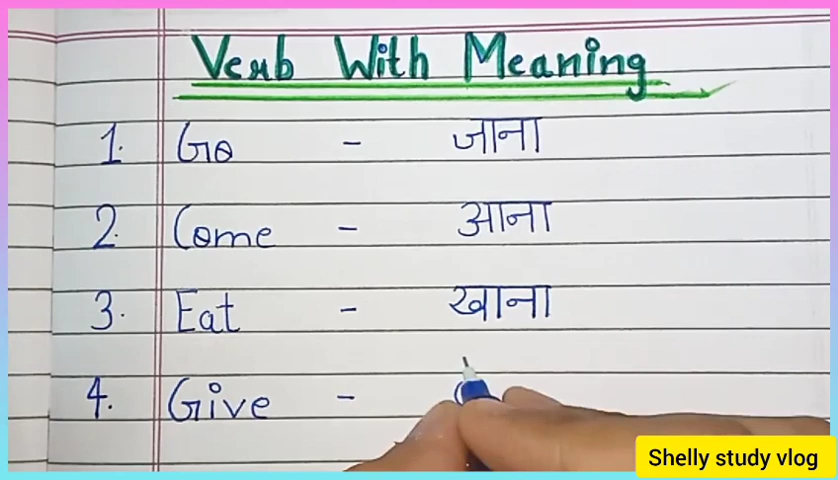 Verb With Meaning
1. Go - जाना
2. Come - आना
3. Eat - खाना
4. Give -
Shelly study vlog